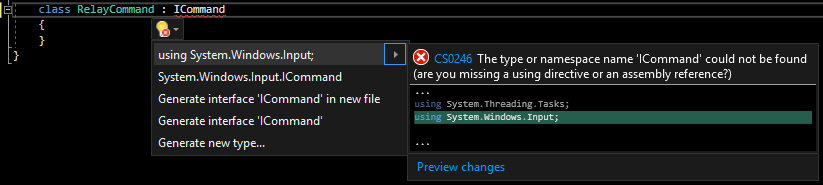 class RelayCommand : ICommand
{
}
}
using System.Windows.Input;
System.Windows.Input.ICommand
Generate interface 'ICommand' in new file
Generate interface 'ICommand'
Generate new type...
CS0246 The type or namespace name 'ICommand' could not be found
(are you missing a using directive or an assembly reference?)
...
using System.Threading.Tasks;
using System.Windows.Input;
...
Preview changes